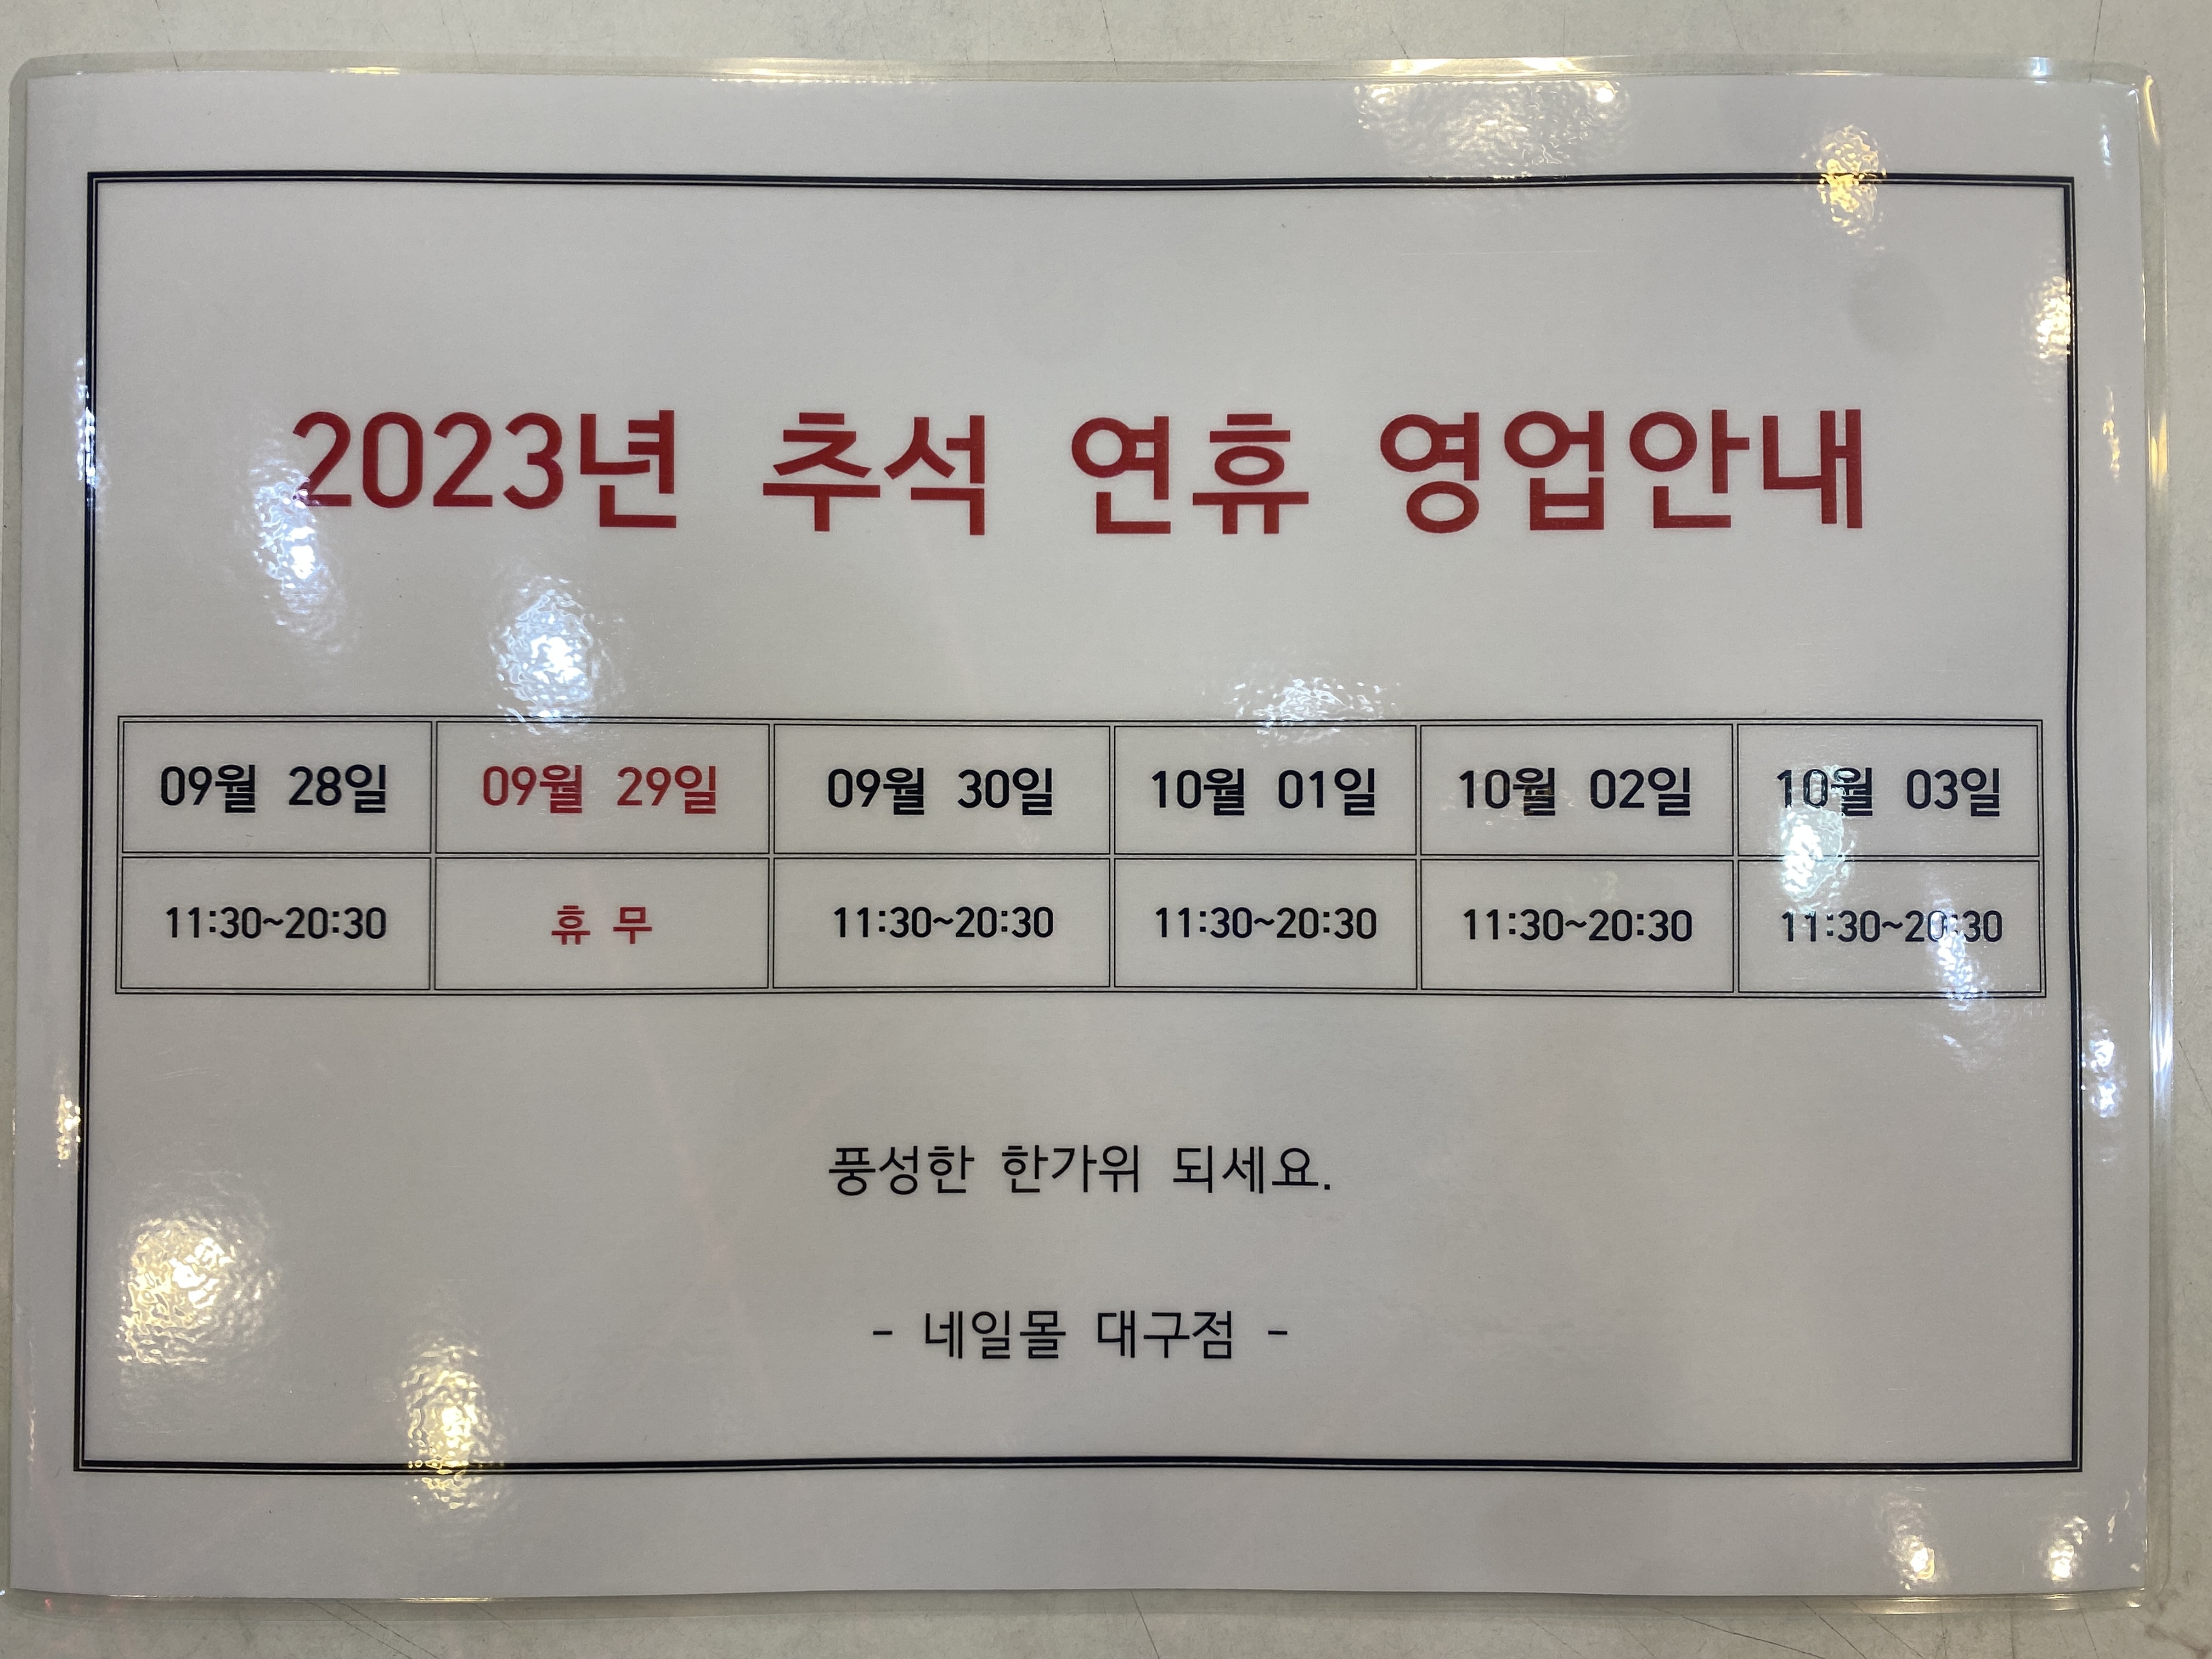 2023년 추석 연휴 영업안내
09월 28일 09월 29일 09월 30일 10월 01일 10월 02일 10월 03일
11:30~20:30 휴 무 11:30~20:30 11:30~20:30 11:30~20:30 11:30~20:30
풍성한 한가위 되세요.
- 네일몰 대구점 -